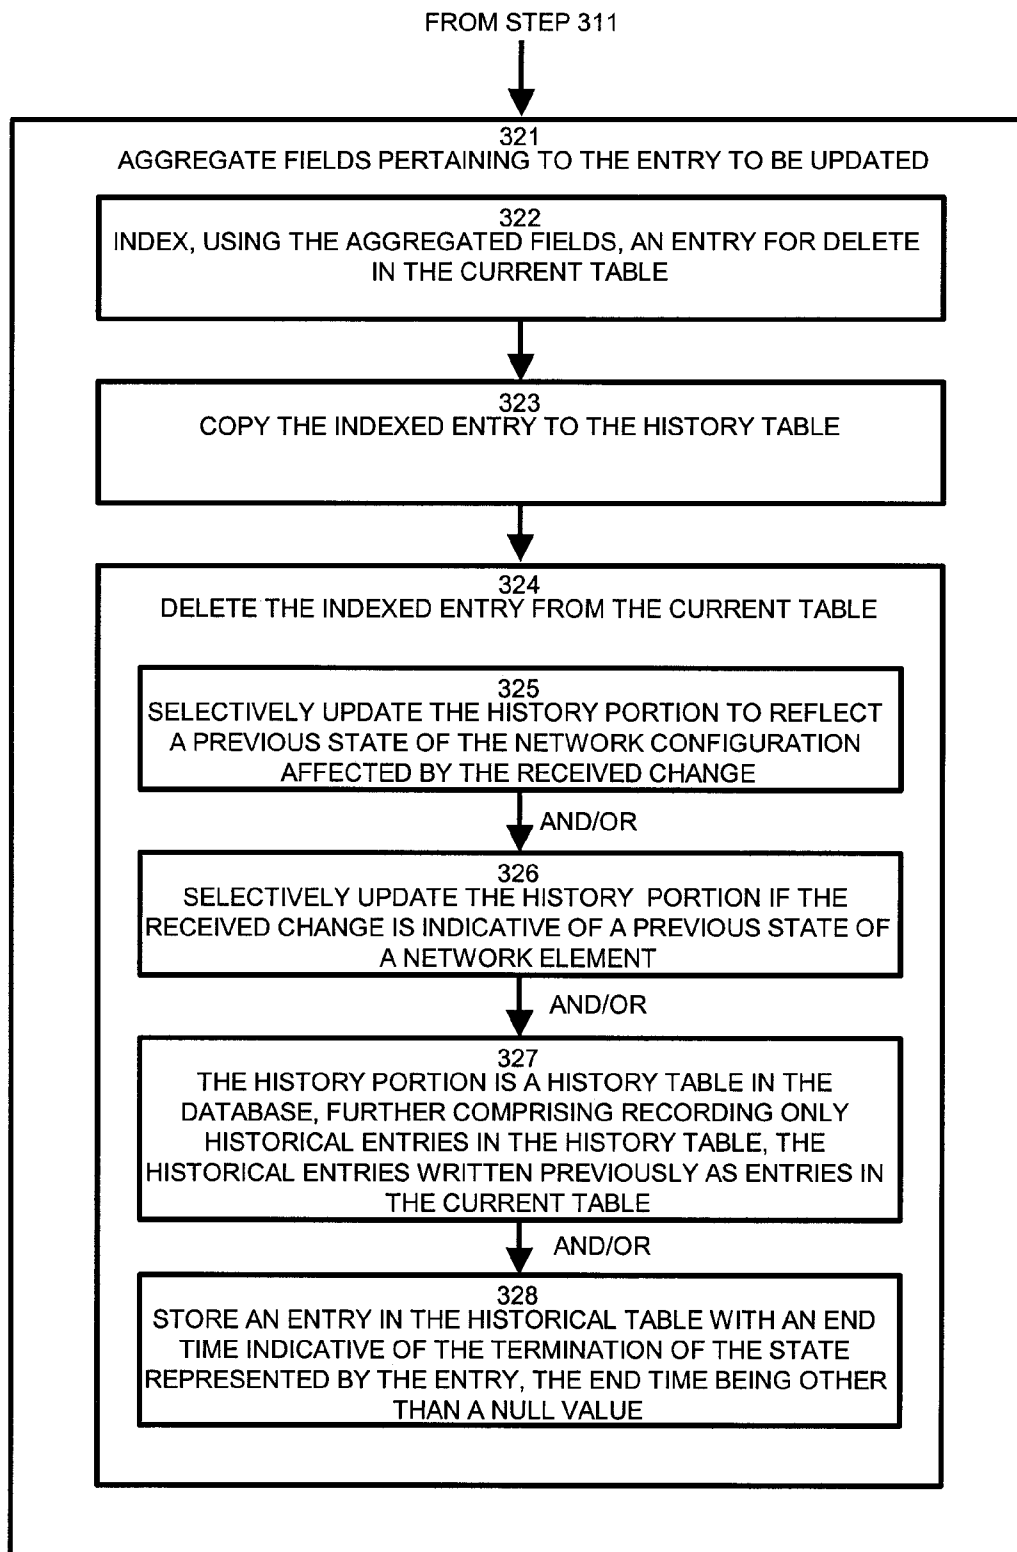 FROM STEP 311
321
AGGREGATE FIELDS PERTAINING TO THE ENTRY TO BE UPDATED
322
INDEX, USING THE AGGREGATED FIELDS, AN ENTRY FOR DELETE
IN THE CURRENT TABLE
323
COPY THE INDEXED ENTRY TO THE HISTORY TABLE
324
DELETE THE INDEXED ENTRY FROM THE CURRENT TABLE
325
SELECTIVELY UPDATE THE HISTORY PORTION TO REFLECT
A PREVIOUS STATE OF THE NETWORK CONFIGURATION
AFFECTED BY THE RECEIVED CHANGE
AND/OR
326
SELECTIVELY UPDATE THE HISTORY PORTION IF THE
RECEIVED CHANGE IS INDICATIVE OF A PREVIOUS STATE OF
A NETWORK ELEMENT
AND/OR
327
THE HISTORY PORTION IS A HISTORY TABLE IN THE
DATABASE, FURTHER COMPRISING RECORDING ONLY
HISTORICAL ENTRIES IN THE HISTORY TABLE, THE
HISTORICAL ENTRIES WRITTEN PREVIOUSLY AS ENTRIES IN
THE CURRENT TABLE
AND/OR
328
STORE AN ENTRY IN THE HISTORICAL TABLE WITH AN END
TIME INDICATIVE OF THE TERMINATION OF THE STATE
REPRESENTED BY THE ENTRY, THE END TIME BEING OTHER
THAN A NULL VALUE